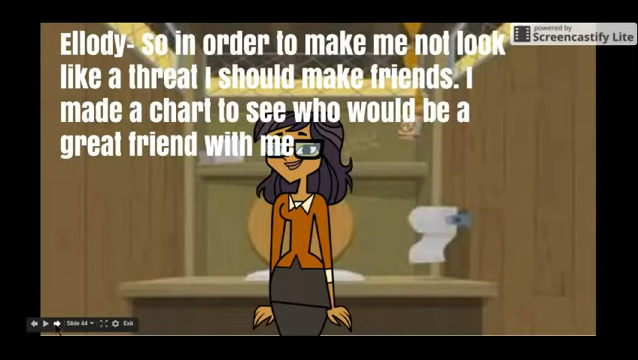 Ellody- So in order to make me not look
like a threat I should make friends. I
made a chart to see who would be a
great friend with me
powered by
Screencastify Lite
Slide 44
Exit